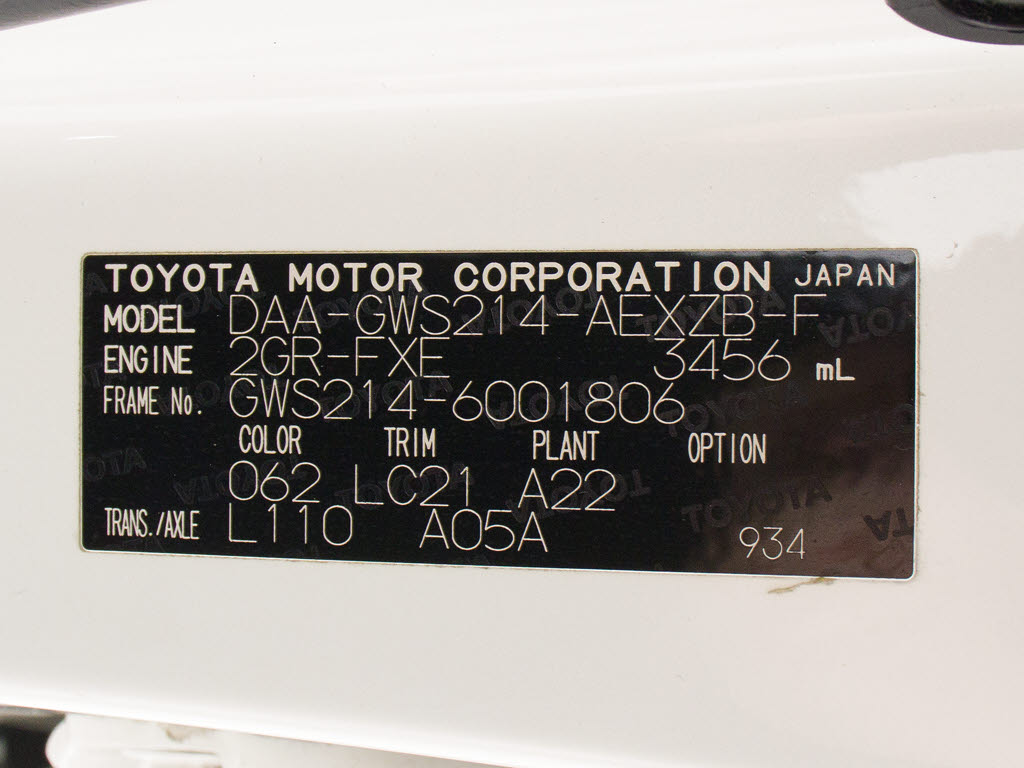 TOYOTA MOTOR CORPORATION JAPAN
MODEL DAA-GWS214-AEXZB-F
ENGINE 2GR-FXE 3456 mL
FRAME No. GWS214-6001806
COLOR TRIM PLANT OPTION
062 LC21 A22
TRANS./AXLE L110 A05A 934